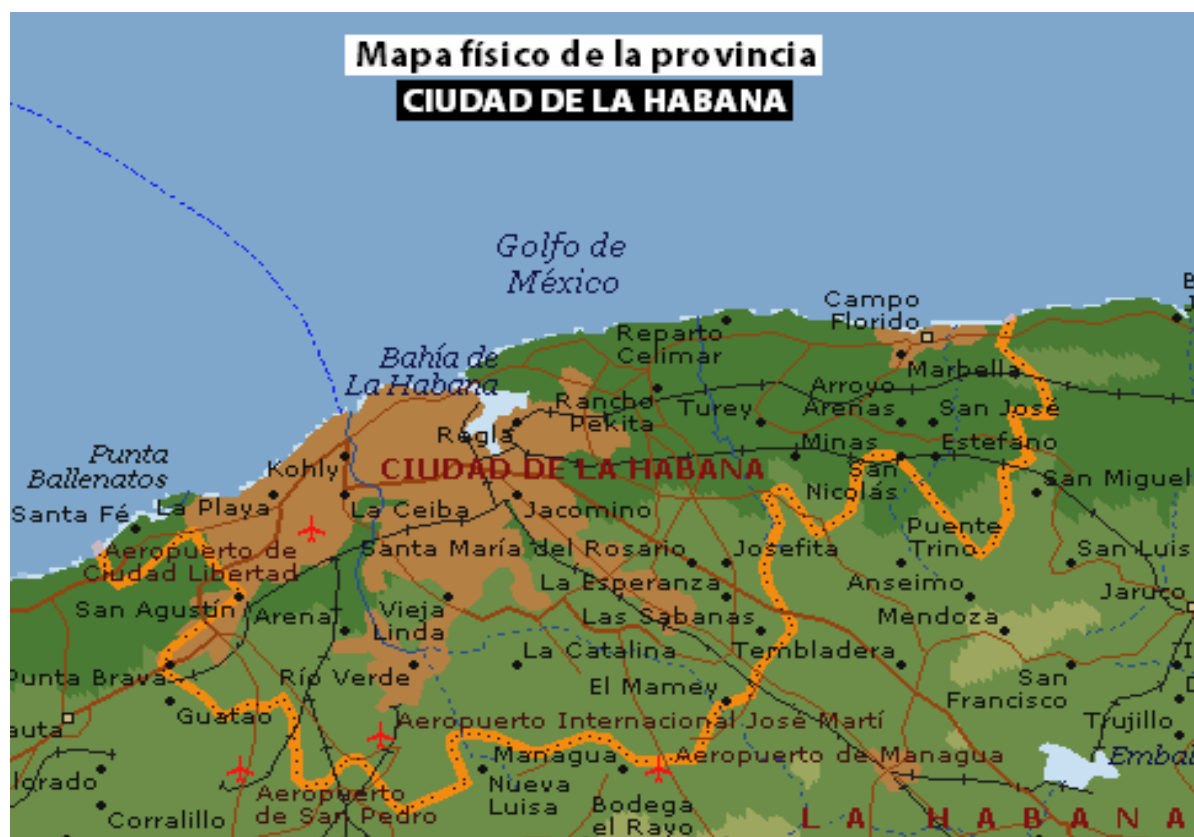 Mapa físico de la provincia
CIUDAD DE LA HABANA
Golfo de
México
Campo
Florido
Reparto
Celimar
Bahía de
La Habana
Marbella
Arroyo
Arenas
Rancho
Pekita
Turey
San José
Regla
Minas
Estefano
Punta
Ballenatos
Kohly
CIUDAD DE LA HABANA
San
Nicolás
San Miguel
Santa Fé
La Playa
La Ceiba
Jacomino
Puente
Trino
Aeropuerto de
Ciudad Libertad
Santa María del Rosario
Josefita
San Luis
La Esperanza
Anseimo
Jaruco
San Agustín
Arena
Vieja
Linda
Las Sabanas
Mendoza
La Catalina
Tembladera
Punta Brava
Río Verde
El Mamey
San
Francisco
Guatao
Aeropuerto Internacional José Martí
Trujillo
auta
Managua
Aeropuerto de Managua
Embal
lorado
Nueva
Luisa
Aeropuerto
de San Pedro
Bodega
el Rayo
Corralillo
LA HABANA